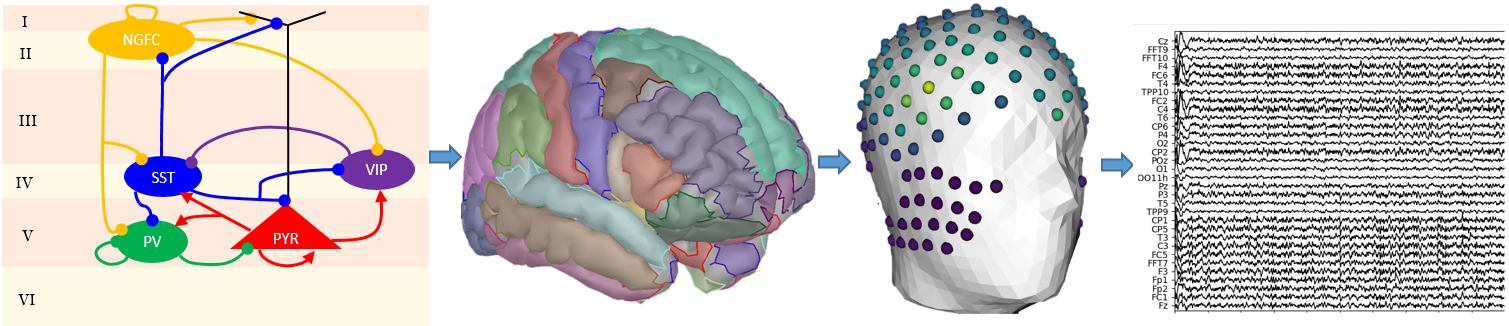 I
II
III
IV
V
VI
NGFC
SST
VIP
PV
PYR
Cz
FFT9
FFT10
F4
FC6
T4
TPP10
FC2
C4
T6
CP6
P4
O2
CP2
POz
O1
OO11h
Pz
P3
T5
TPP9
CP1
CP5
T3
C3
FC5
FFT7
F3
Fp1
Fp2
FC1
Fz